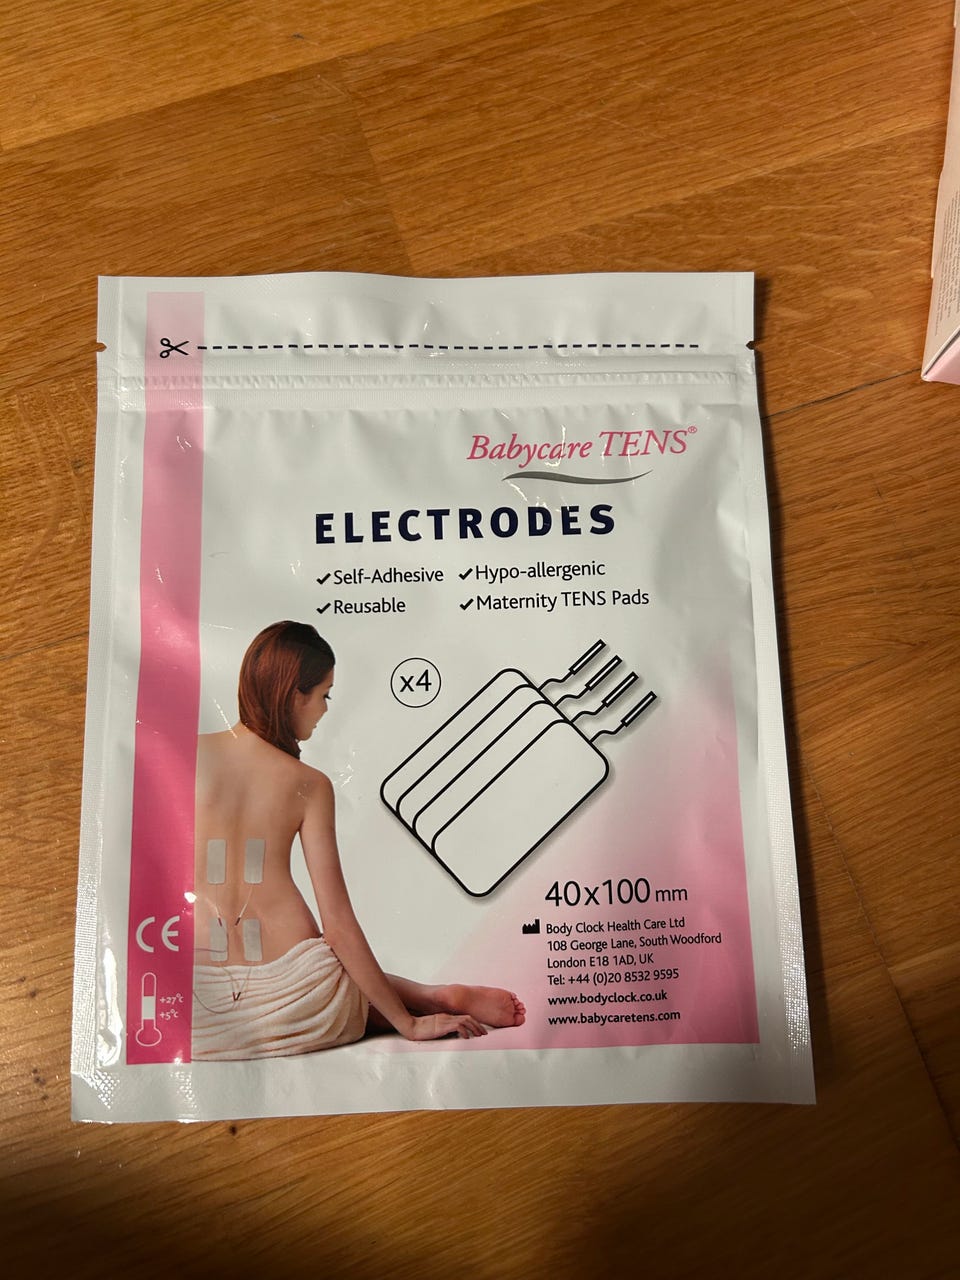 Babycare TENS®
ELECTRODES
✓Self-Adhesive ✓Hypo-allergenic
✓Reusable ✓Maternity TENS Pads
x4
40x100 mm
Body Clock Health Care Ltd
108 George Lane, South Woodford
London E18 1AD, UK
Tel: +44 (0)20 8532 9595
www.bodyclock.co.uk
www.babycaretens.com
CE
+27°C
+5°C